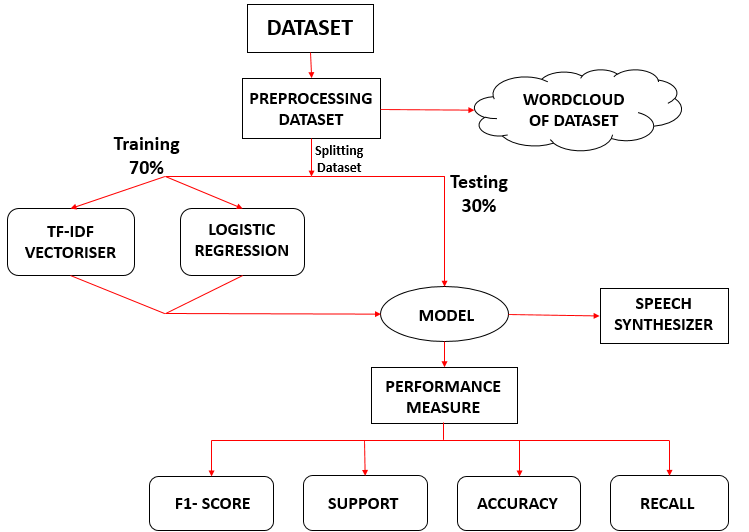 DATASET
PREPROCESSING
DATASET
WORDCLOUD
OF DATASET
Training
70%
Splitting
Dataset
Testing
30%
TF-IDF
VECTORISER
LOGISTIC
REGRESSION
MODEL
SPEECH
SYNTHESIZER
PERFORMANCE
MEASURE
F1- SCORE
SUPPORT
ACCURACY
RECALL